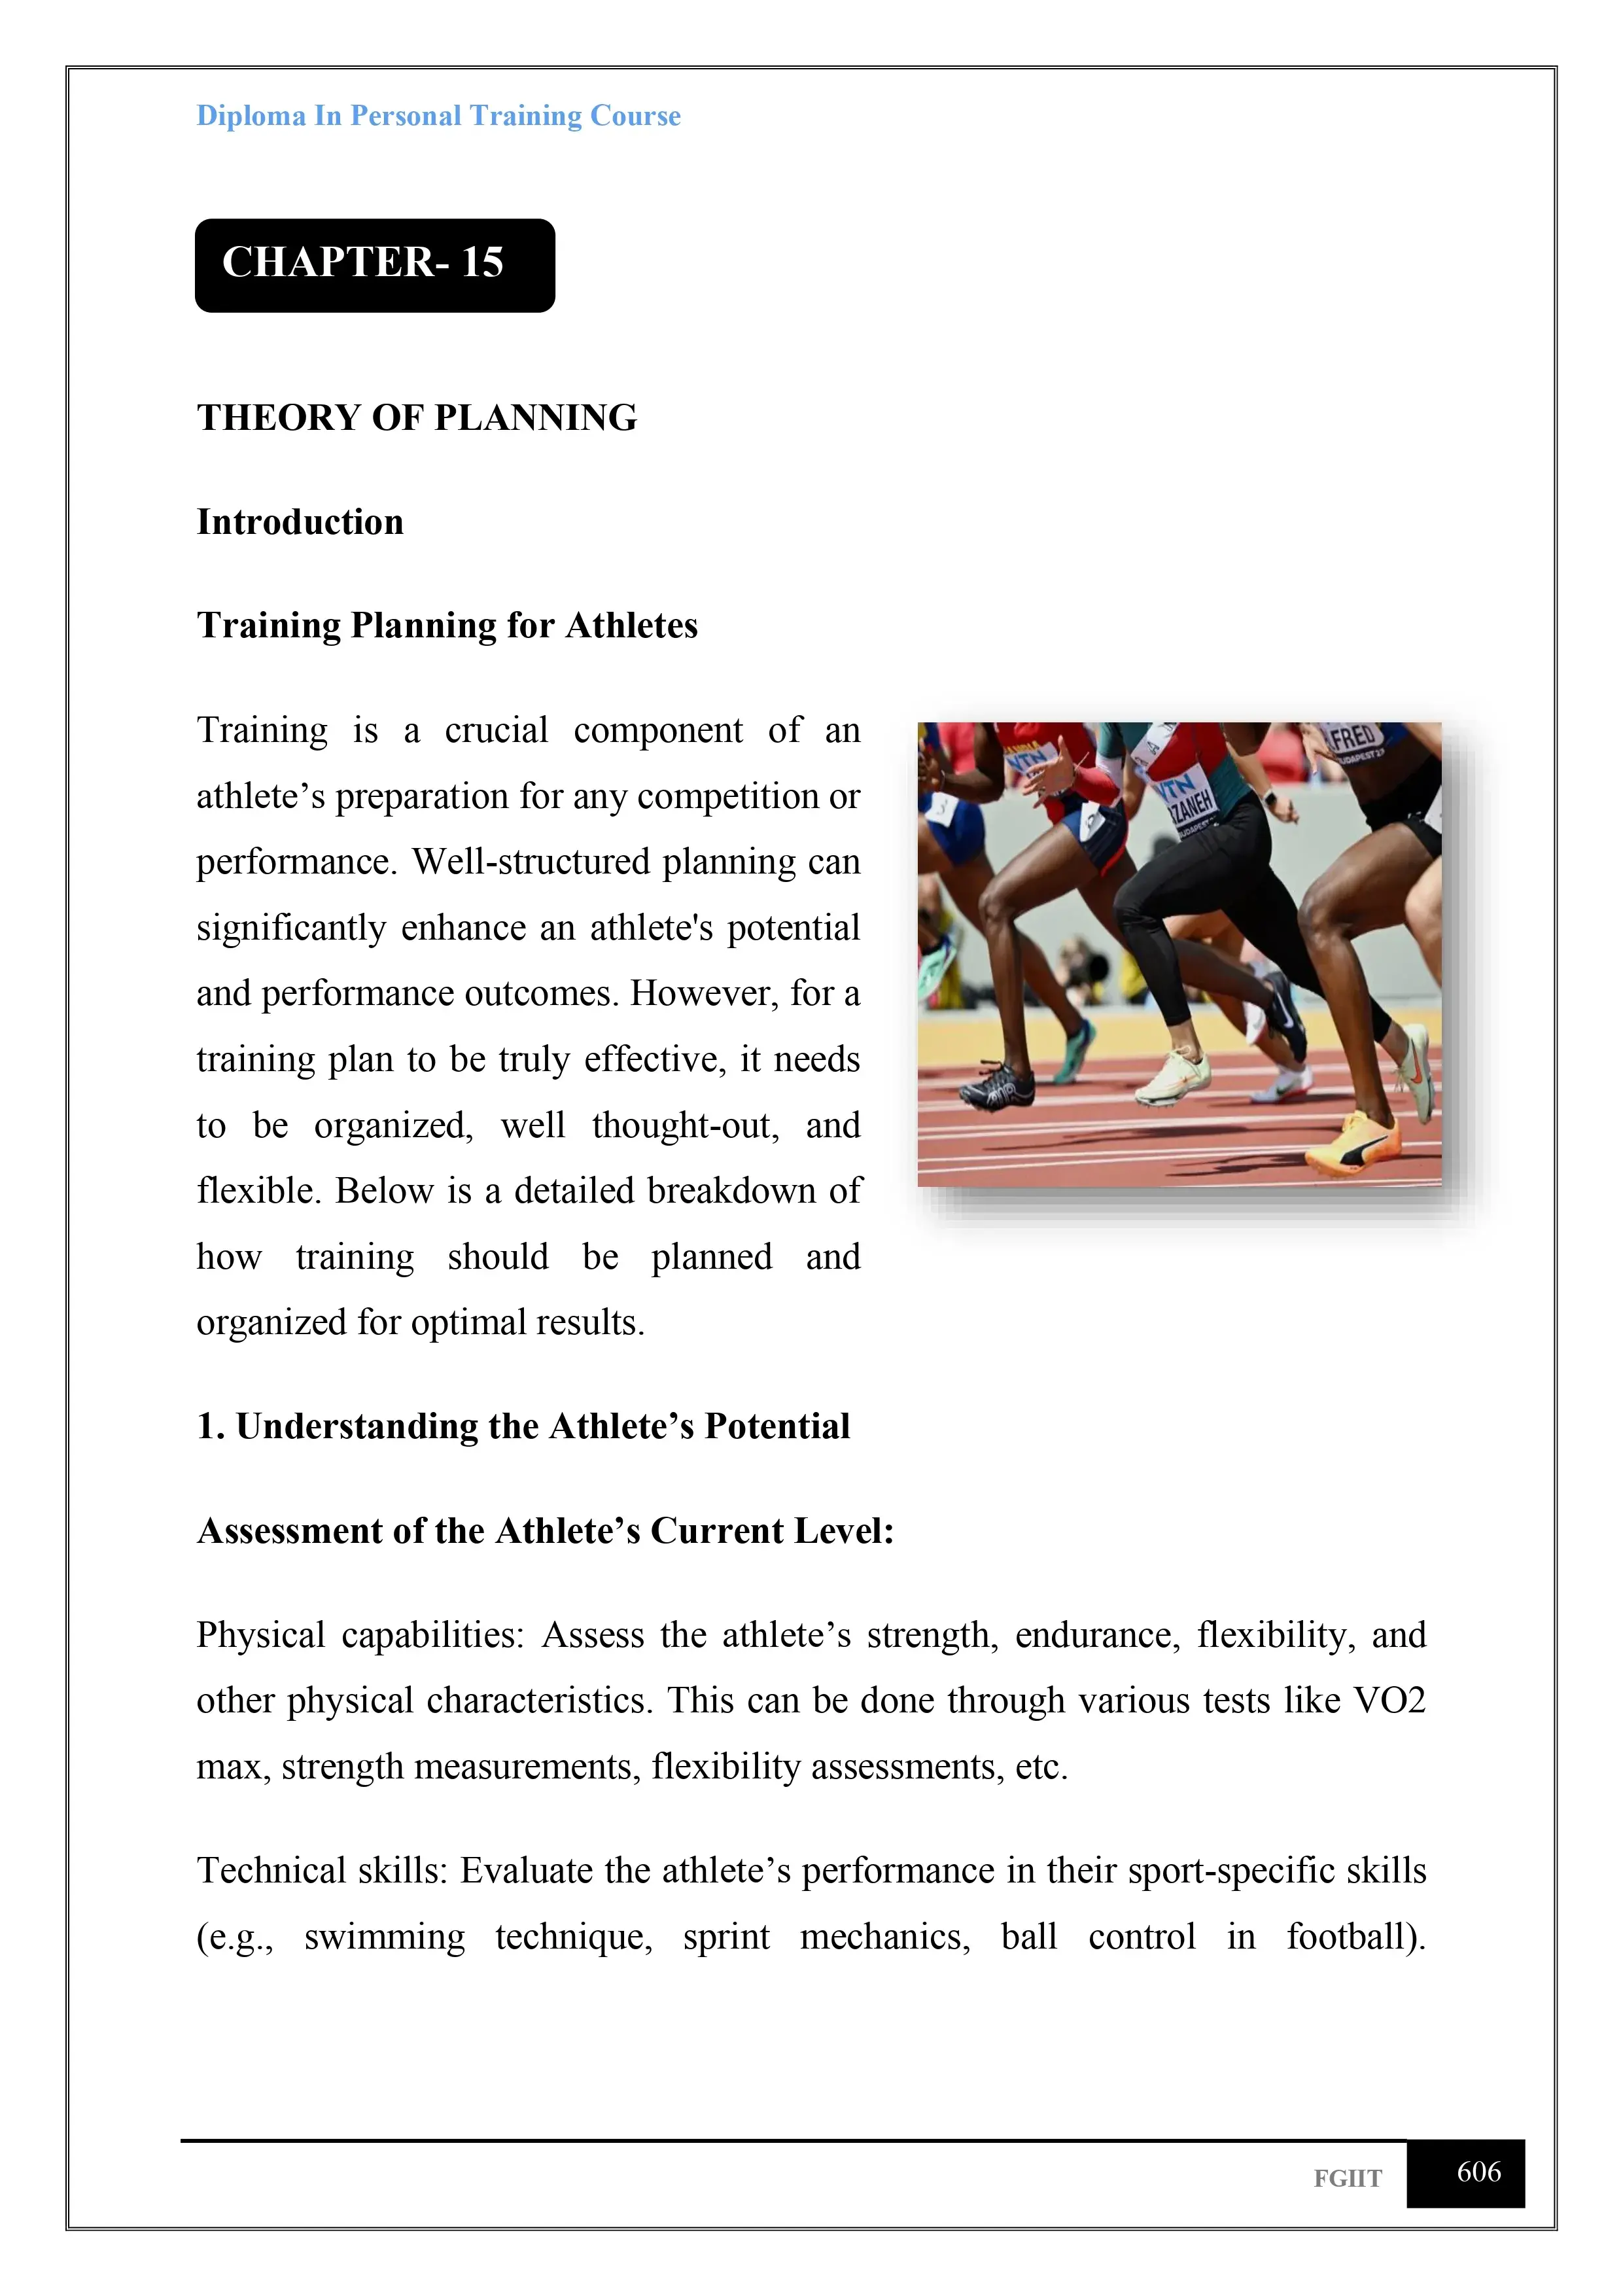 Diploma In Personal Training Course
CHAPTER- 15
THEORY OF PLANNING
Introduction
Training Planning for Athletes
Training is a crucial component of an
athlete’s preparation for any competition or
performance. Well-structured planning can
significantly enhance an athlete's potential
and performance outcomes. However, for a
training plan to be truly effective, it needs
to be organized, well thought-out, and
flexible. Below is a detailed breakdown of
how training should be planned and
organized for optimal results.
FRED
BUDAPEST 2
AZANEH
BUDAPEST
1. Understanding the Athlete’s Potential
Assessment of the Athlete’s Current Level:
Physical capabilities: Assess the athlete’s strength, endurance, flexibility, and
other physical characteristics. This can be done through various tests like VO2
max, strength measurements, flexibility assessments, etc.
Technical skills: Evaluate the athlete’s performance in their sport-specific skills
(e.g., swimming technique, sprint mechanics, ball control in football).
FGIIT
606